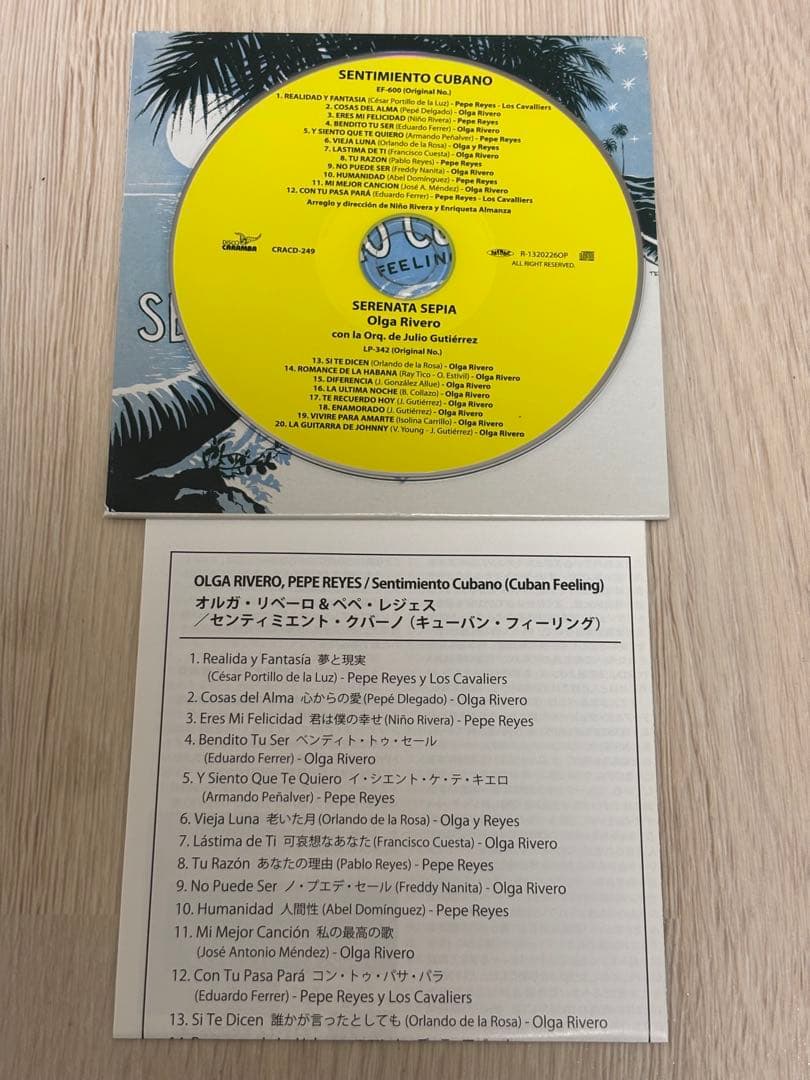 SENTIMIENTO CUBANO
EF-600 (Original No.)
1. REALIDAD Y FANTASIA (César Portillo de la Luz) - Pepe Reyes - Los Cavalliers
2. COSAS DEL ALMA (Pepé Delgado) - Olga Rivero
3. ERES MI FELICIDAD (Niño Rivera) - Pepe Reyes
4. BENDITO TU SER (Eduardo Ferrer) - Olga Rivero
5. Y SIENTO QUE TE QUIERO (Armando Peñalver) - Pepe Reyes
6. VIEJA LUNA (Orlando de la Rosa) - Olga y Reyes
7. LASTIMA DE TI (Francisco Cuesta) - Olga Rivero
8. TU RAZON (Pablo Reyes) - Pepe Reyes
9. NO PUEDE SER (Freddy Nanita) - Olga Rivero
10. HUMANIDAD (Abel Domínguez) - Pepe Reyes
11. MI MEJOR CANCION (José A. Méndez) - Olga Rivero
12. CON TU PASA PARÁ (Eduardo Ferrer) - Pepe Reyes - Los Cavalliers
Arreglo y dirección de Niño Rivera y Enriqueta Almanza
DISCO CARAMBA
CRACD-249
R-1320226OP
ALL RIGHT RESERVED.
FEELIN
SE
SERENATA SEPIA
Olga Rivero
con la Orq. de Julio Gutiérrez
LP-342 (Original No.)
13. SI TE DICEN (Orlando de la Rosa) - Olga Rivero
14. ROMANCE DE LA HABANA (Ray Tico - O. Estivil) - Olga Rivero
15. DIFERENCIA (J. González Allue) - Olga Rivero
16. LA ULTIMA NOCHE (B. Collazo) - Olga Rivero
17. TE RECUERDO HOY (J. Gutiérrez) - Olga Rivero
18. ENAMORADO (J. Gutiérrez) - Olga Rivero
19. VIVIRE PARA AMARTE (Isolina Carrillo) - Olga Rivero
20. LA GUITARRA DE JOHNNY (V. Young - J. Gutiérrez) - Olga Rivero
OLGA RIVERO, PEPE REYES / Sentimiento Cubano (Cuban Feeling)
オルガ・リベーロ & ペペ・レジェス
／センティミエント・クバーノ（キューバン・フィーリング）
1. Realida y Fantasía 夢と現実
(César Portillo de la Luz) - Pepe Reyes y Los Cavaliers
2. Cosas del Alma 心からの愛 (Pepé Dlegado) - Olga Rivero
3. Eres Mi Felicidad 君は僕の幸せ (Niño Rivera) - Pepe Reyes
4. Bendito Tu Ser ベンディト・トゥ・セール
(Eduardo Ferrer) - Olga Rivero
5. Y Siento Que Te Quiero イ・シエント・ケ・テ・キエロ
(Armando Peñalver) - Pepe Reyes
6. Vieja Luna 老いた月 (Orlando de la Rosa) - Olga y Reyes
7. Lástima de Ti 可哀想なあなた (Francisco Cuesta) - Olga Rivero
8. Tu Razón あなたの理由 (Pablo Reyes) - Pepe Reyes
9. No Puede Ser ノ・プエデ・セール (Freddy Nanita) - Olga Rivero
10. Humanidad 人間性 (Abel Domínguez) - Pepe Reyes
11. Mi Mejor Canción 私の最高の歌
(José Antonio Méndez) - Olga Rivero
12. Con Tu Pasa Pará コン・トゥ・パサ・パラ
(Eduardo Ferrer) - Pepe Reyes y Los Cavaliers
13. Si Te Dicen 誰かが言ったとしても (Orlando de la Rosa) - Olga Rivero